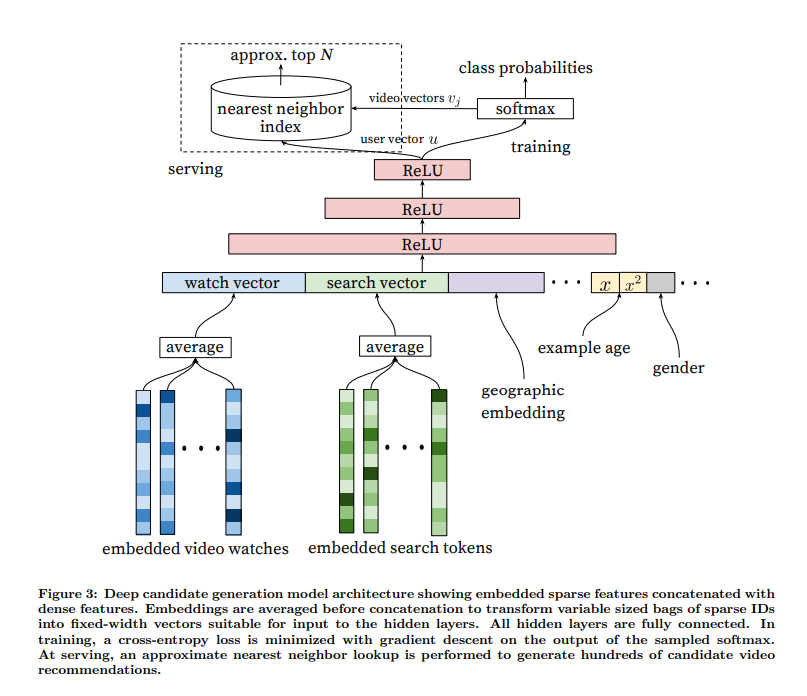 approx. top N
class probabilities
nearest neighbor
index
video vectors vⱼ
softmax
user vector u
serving
training
ReLU
ReLU
ReLU
watch vector
search vector
• • •
x
x²
• • •
average
average
example age
gender
geographic
embedding
• • •
• • •
embedded video watches
embedded search tokens
Figure 3: Deep candidate generation model architecture showing embedded sparse features concatenated with
dense features. Embeddings are averaged before concatenation to transform variable sized bags of sparse IDs
into fixed-width vectors suitable for input to the hidden layers. All hidden layers are fully connected. In
training, a cross-entropy loss is minimized with gradient descent on the output of the sampled softmax.
At serving, an approximate nearest neighbor lookup is performed to generate hundreds of candidate video
recommendations.